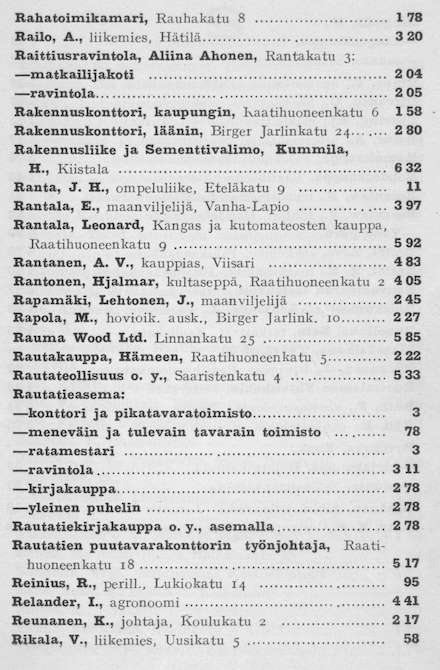 Rahatoimikamari, Rauhakatu 8 .......................... 1 78
Railo, A., liikemies, Hätilä.............................. 3 20
Raittiusravintola, Aliina Ahonen, Rantakatu 3:
—matkailijakoti .......................................... 2 04
—ravintola............................................... 2 05
Rakennuskonttori, kaupungin, Raatihuoneenkatu 6 1 58
Rakennuskonttori, läänin, Birger Jarlinkatu 24........ 2 80
Rakennusliike ja Sementtivalimo, Kummila,
H., Kiistala ............................................. 6 32
Ranta, J. H., ompeluliike, Eteläkatu 9 ................. 11
Rantala, E., maanviljelijä, Vanha-Lapio ............... 3 97
Rantala, Leonard, Kangas ja kutomateosten kauppa,
Raatihuoneenkatu 9 .................................... 5 92
Rantanen, A. V., kauppias, Viisari ..................... 4 83
Rantonen, Hjalmar, kultaseppä, Raatihuoneenkatu 2 4 05
Rapamäki, Lehtonen, J., maanviljelijä ................. 2 45
Rapola, M., hovioik. ausk., Birger Jarlink. 10......... 2 27
Rauma Wood Ltd. Linnankatu 25 ...................... 5 85
Rautakauppa, Hämeen, Raatihuoneenkatu 5............ 2 22
Rautateollisuus o. y., Saaristenkatu 4 ................. 5 33
Rautatieasema:
—konttori ja pikatavaratoimisto........................ 3
—meneväin ja tulevain tavarain toimisto .......... 78
—ratamestari ........................................... 3
—ravintola............................................... 3 11
—kirjakauppa............................................ 2 78
—yleinen puhelin ....................................... 2 78
Rautatiekirjakauppa o. y., asemalla.................... 2 78
Rautatien puutavarakonttorin työnjohtaja, Raati-
huoneenkatu 18 ........................................ 5 17
Reinius, R., perill., Lukiokatu 14 ...................... 95
Relander, I., agronoomi ................................. 4 41
Reunanen, K., johtaja, Koulukatu 2 ................... 2 17
Rikala, V., liikemies, Uusikatu 5 ....................... 58